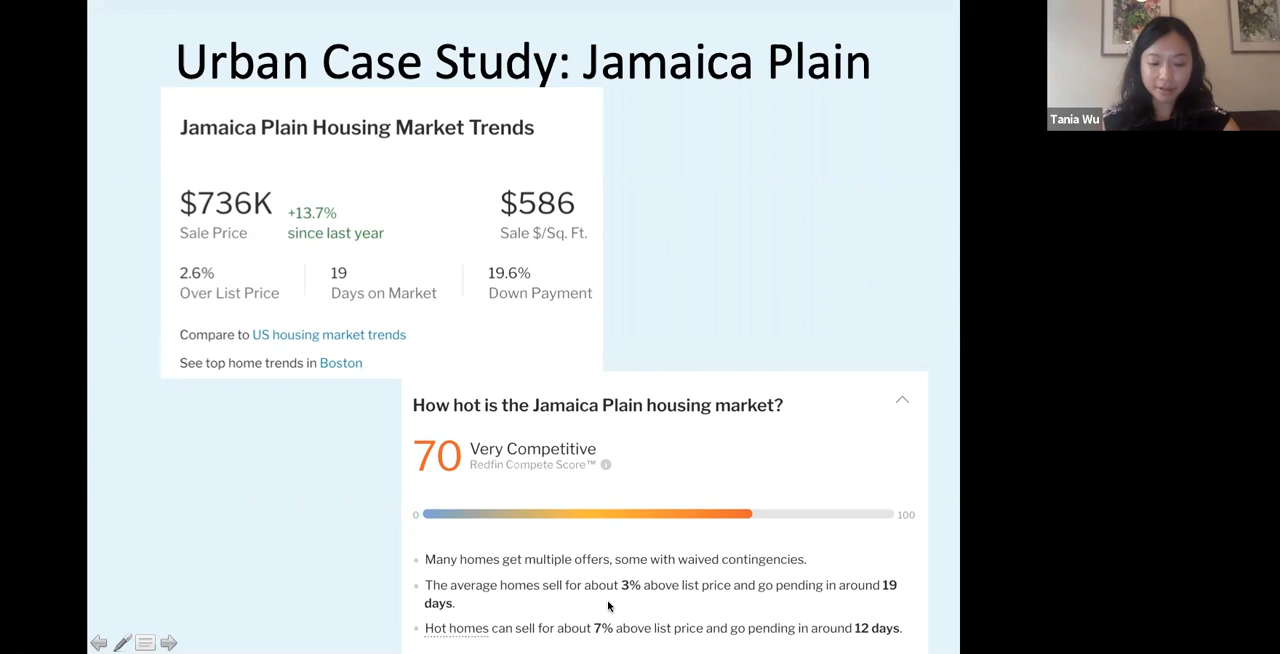 Urban Case Study: Jamaica Plain
Jamaica Plain Housing Market Trends
$736K +13.7% $586
Sale Price since last year Sale $/Sq. Ft.
2.6% 19 19.6%
Over List Price Days on Market Down Payment
Compare to US housing market trends
See top home trends in Boston
How hot is the Jamaica Plain housing market?
70 Very Competitive
Redfin Compete Score™ i
0 100
Many homes get multiple offers, some with waived contingencies.
The average homes sell for about 3% above list price and go pending in around 19
days.
Hot homes can sell for about 7% above list price and go pending in around 12 days.
Tania Wu